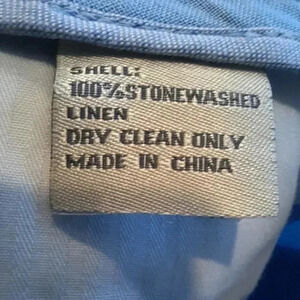 SHELL:
100%STONEWASHED
LINEN
DRY CLEAN ONLY
MADE IN CHINA